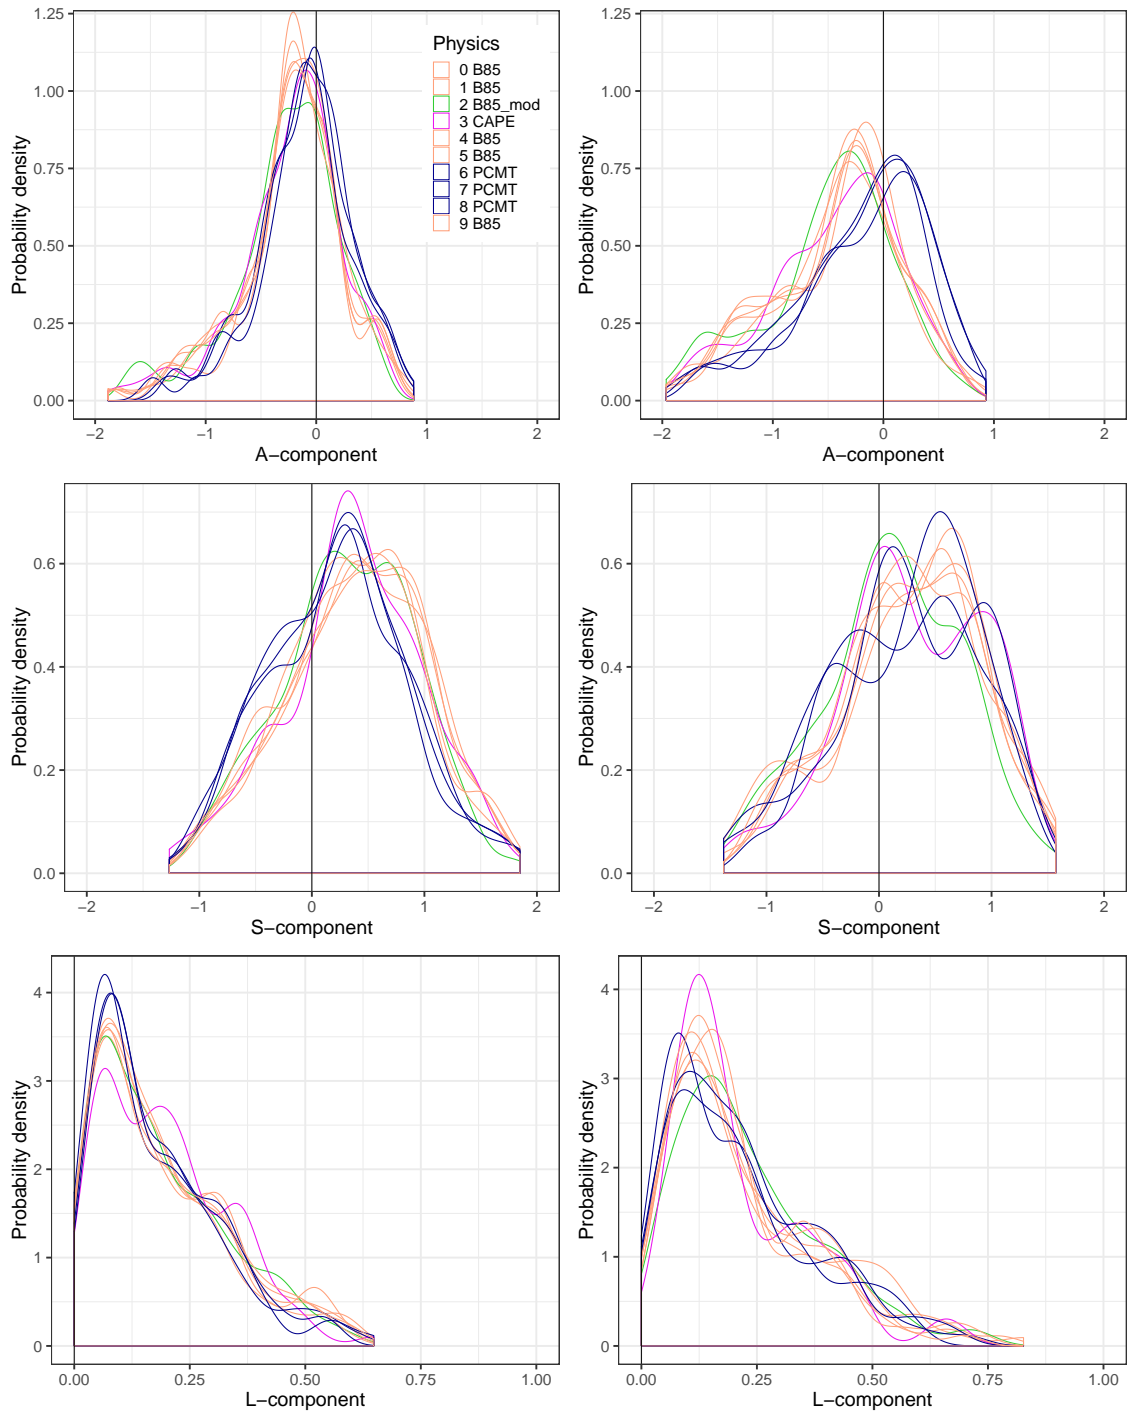 1.25
1.00
0.75
0.50
0.25
0.00
Probability density
−2 −1 0 1 2
A−component
Physics
0 B85
1 B85
2 B85_mod
3 CAPE
4 B85
5 B85
6 PCMT
7 PCMT
8 PCMT
9 B85
1.25
1.00
0.75
0.50
0.25
0.00
Probability density
−2 −1 0 1 2
A−component
0.6
0.4
0.2
0.0
Probability density
−2 −1 0 1 2
S−component
0.6
0.4
0.2
0.0
Probability density
−2 −1 0 1 2
S−component
4
3
2
1
0
Probability density
0.00 0.25 0.50 0.75 1.00
L−component
4
3
2
1
0
Probability density
0.00 0.25 0.50 0.75 1.00
L−component